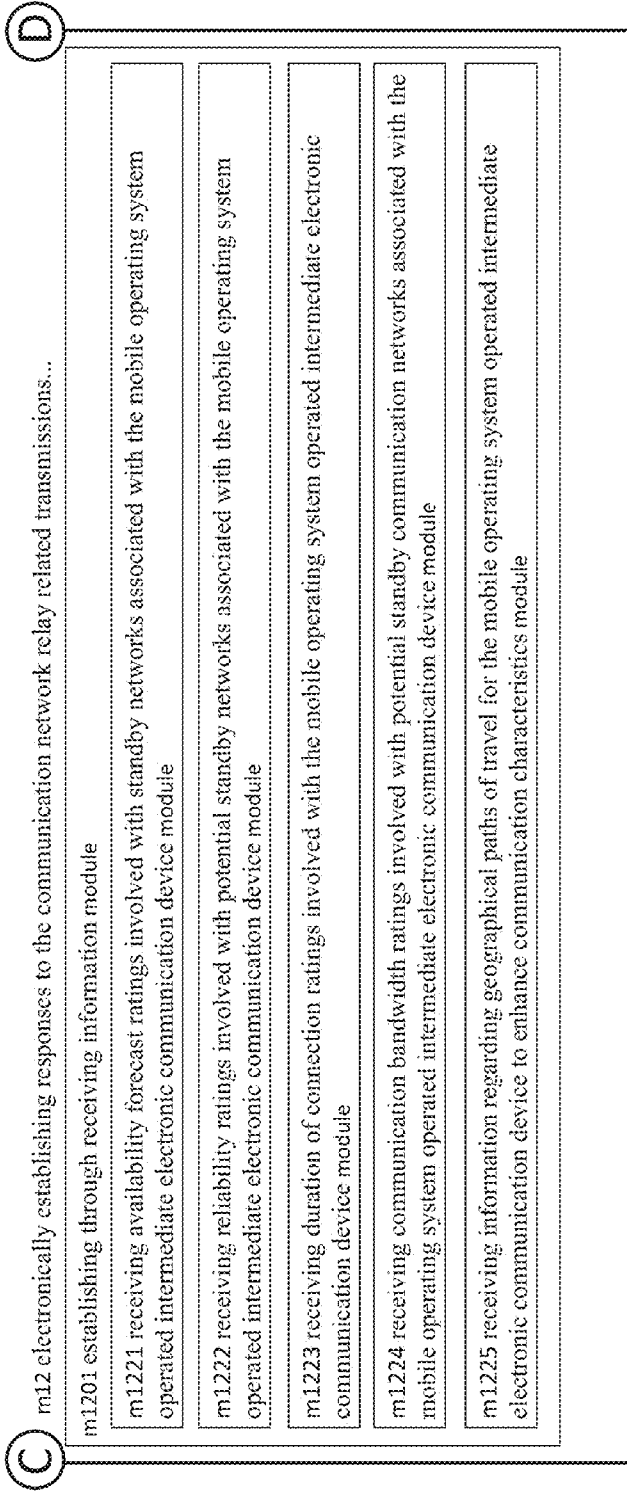 C
D
m12 electronically establishing responses to the communication network relay related transmissions...
m1201 establishing through receiving information module
m1221 receiving availability forecast ratings involved with standby networks associated with the mobile operating system
operated intermediate electronic communication device module
m1222 receiving reliability ratings involved with potential standby networks associated with the mobile operating system
operated intermediate electronic communication device module
m1223 receiving duration of connection ratings involved with the mobile operating system operated intermediate electronic
communication device module
m1224 receiving communication bandwidth ratings involved with potential standby communication networks associated with the
mobile operating system operated intermediate electronic communication device module
m1225 receiving information regarding geographical paths of travel for the mobile operating system operated intermediate
electronic communication device to enhance communication characteristics module